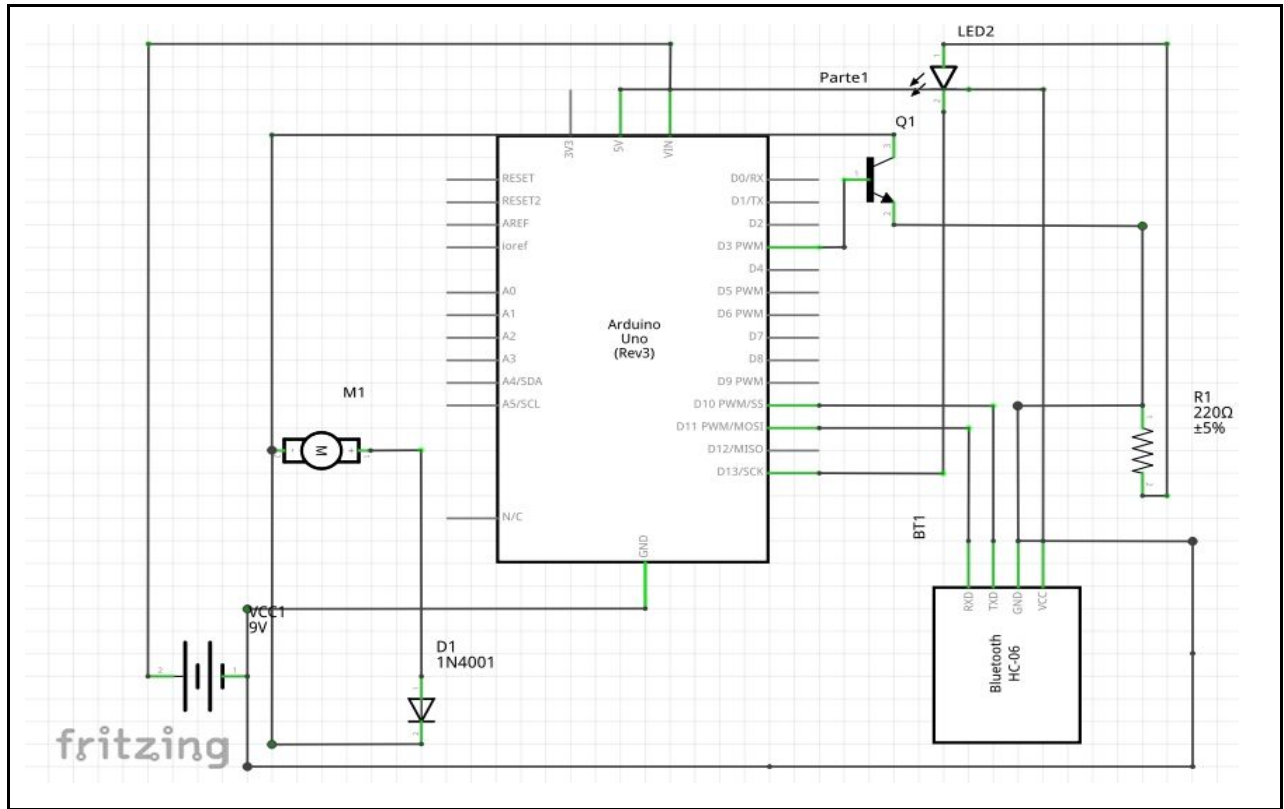 LED2
Parte1
Q1
3V3
5V
VIN
RESET
RESET2
AREF
ioref
A0
A1
A2
A3
A4/SDA
A5/SCL
N/C
Arduino
Uno
(Rev3)
D0/RX
D1/TX
D2
D3 PWM
D4
D5 PWM
D6 PWM
D7
D8
D9 PWM
D10 PWM/SS
D11 PWM/MOSI
D12/MISO
D13/SCK
GND
M1
M
R1
220Ω
±5%
BT1
RXD
TXD
GND
VCC
Bluetooth
HC-06
VCC1
9V
2
1
D1
1N4001
fritzing